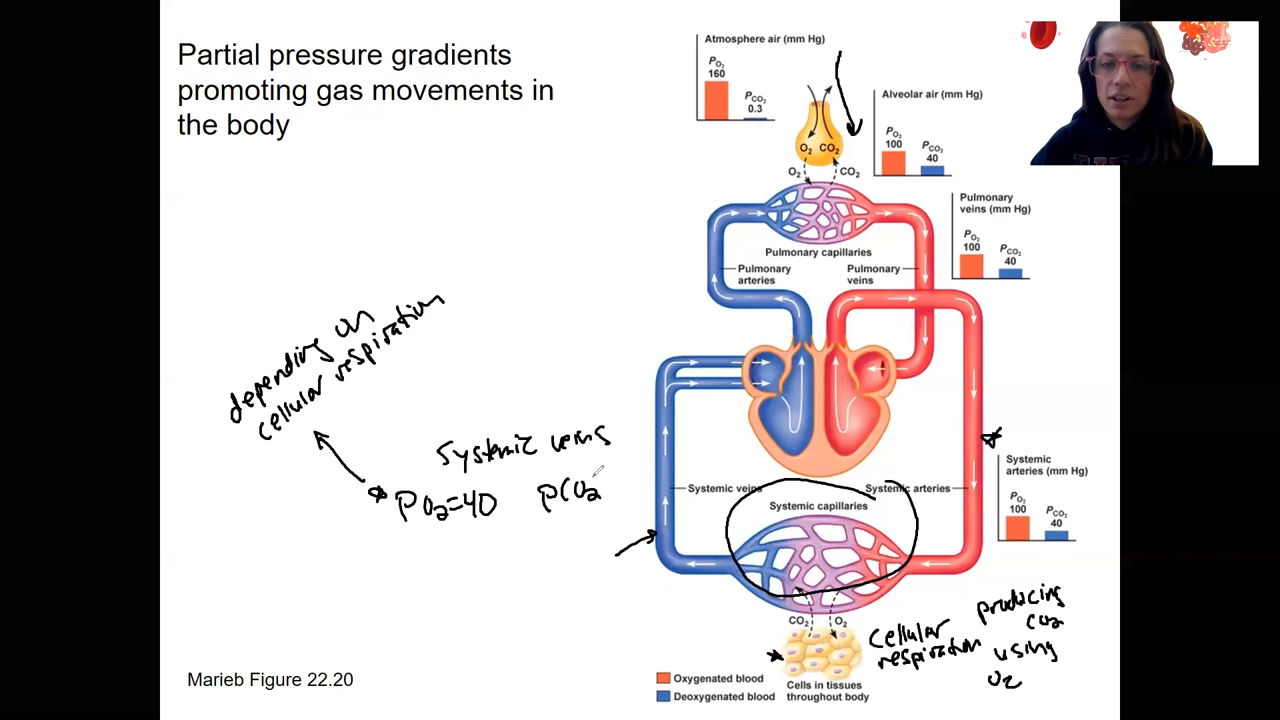 Partial pressure gradients
promoting gas movements in
the body
Atmosphere air (mm Hg)
PO2
160
PCO2
0.3
O2 CO2
O2 CO2
Alveolar air (mm Hg)
PO2
100
PCO2
40
Pulmonary
veins (mm Hg)
PO2
100
PCO2
40
Pulmonary capillaries
Pulmonary
arteries
Pulmonary
veins
depending on
cellular respiration
Systemic veins
PO2=40 PCO2
Systemic veins
Systemic arteries
Systemic capillaries
Systemic
arteries (mm Hg)
PO2
100
PCO2
40
CO2 O2
cellular
respiration
producing
CO2
using
O2
Cells in tissues
throughout body
Oxygenated blood
Deoxygenated blood
Marieb Figure 22.20